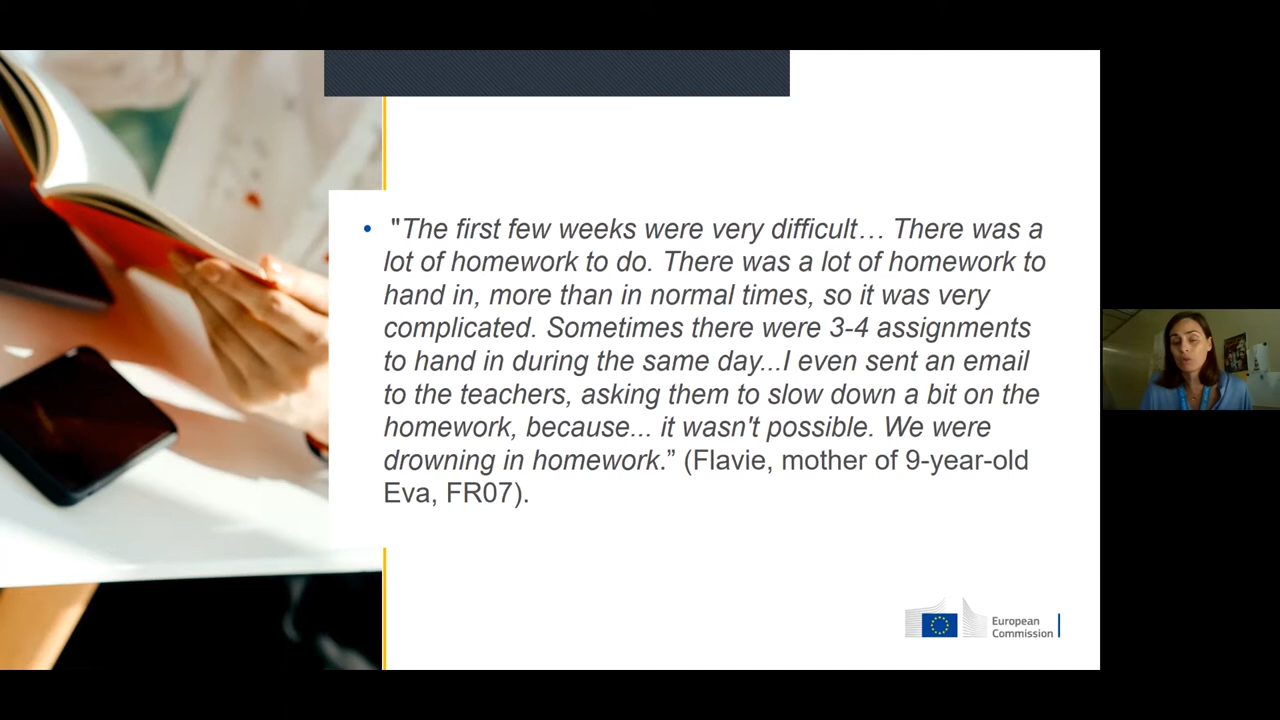 • "The first few weeks were very difficult… There was a
lot of homework to do. There was a lot of homework to
hand in, more than in normal times, so it was very
complicated. Sometimes there were 3-4 assignments
to hand in during the same day...I even sent an email
to the teachers, asking them to slow down a bit on the
homework, because... it wasn't possible. We were
drowning in homework.” (Flavie, mother of 9-year-old
Eva, FR07).
European
Commission